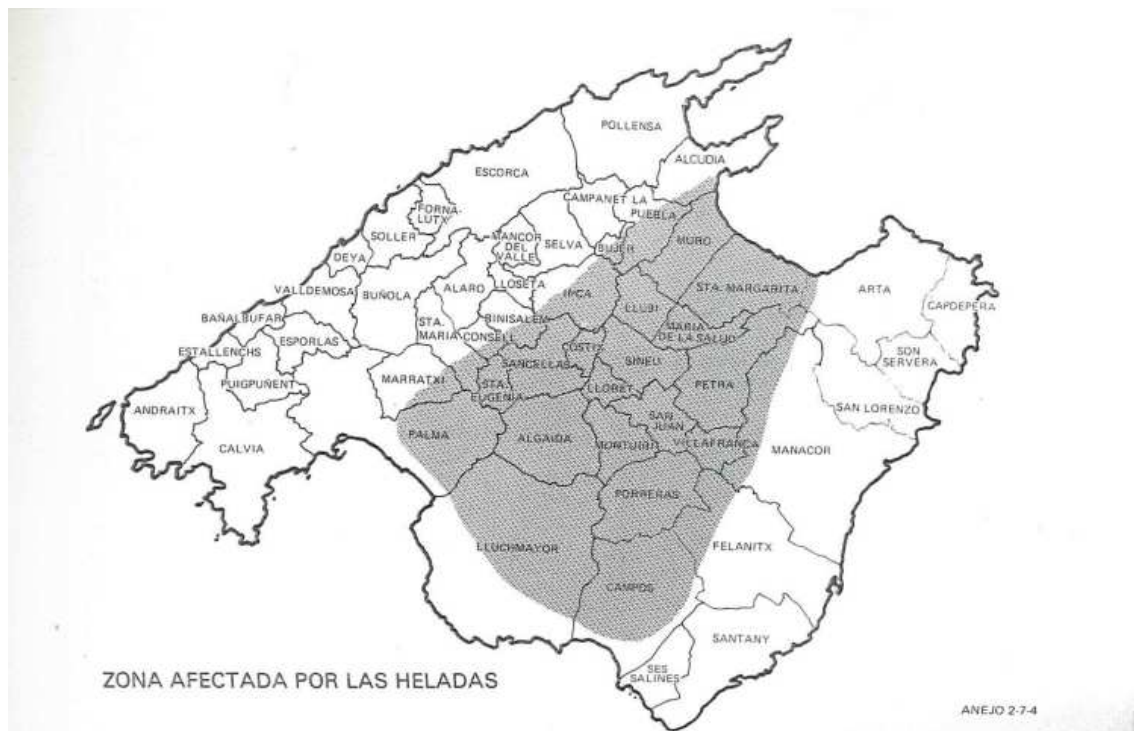 POLLENSA
ALCUDIA
ESCORCA
CAMPANET
LA
PUEBLA
FORNA-
LUTX
SOLLER
MANCOR
DEL
VALLE
SELVA
BUJER
MURO
DEYA
VALLDEMOSA
BUÑOLA
ALARO
LLOSETA
INCA
LLUBI
STA. MARGARITA
ARTA
CAPDEPERA
BAÑALBUFAR
STA.
MARIA
CONSELL
BINISALEM
MARIA
DE LA SALUD
ESTALLENCHS
ESPORLAS
COSTIX
SINEU
SON
SERVERA
PUIGPUÑENT
MARRATXI
SANCELLAS
STA.
EUGENIA
LLORET
PETRA
ANDRAITX
SAN LORENZO
CALVIA
PALMA
ALGAIDA
SAN
JUAN
MONTUIRI
VILLAFRANCA
MANACOR
PORRERAS
LLUCHMAYOR
FELANITX
CAMPOS
SANTANY
SES
SALINES
ZONA AFECTADA POR LAS HELADAS
ANEJO 2-7-4